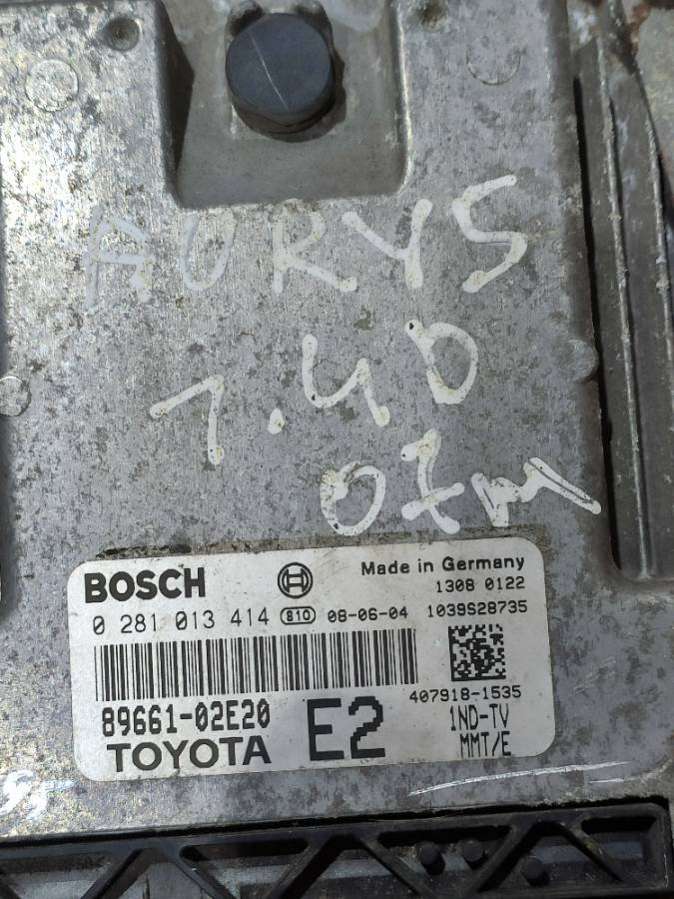 AURYS
1.4D
07m
BOSCH
Made in Germany
1308 0122
0 281 013 414 810 08-06-04 1039S28735
407918-1535
89661-02E20
E2
1ND-TV
TOYOTA
MMT/E